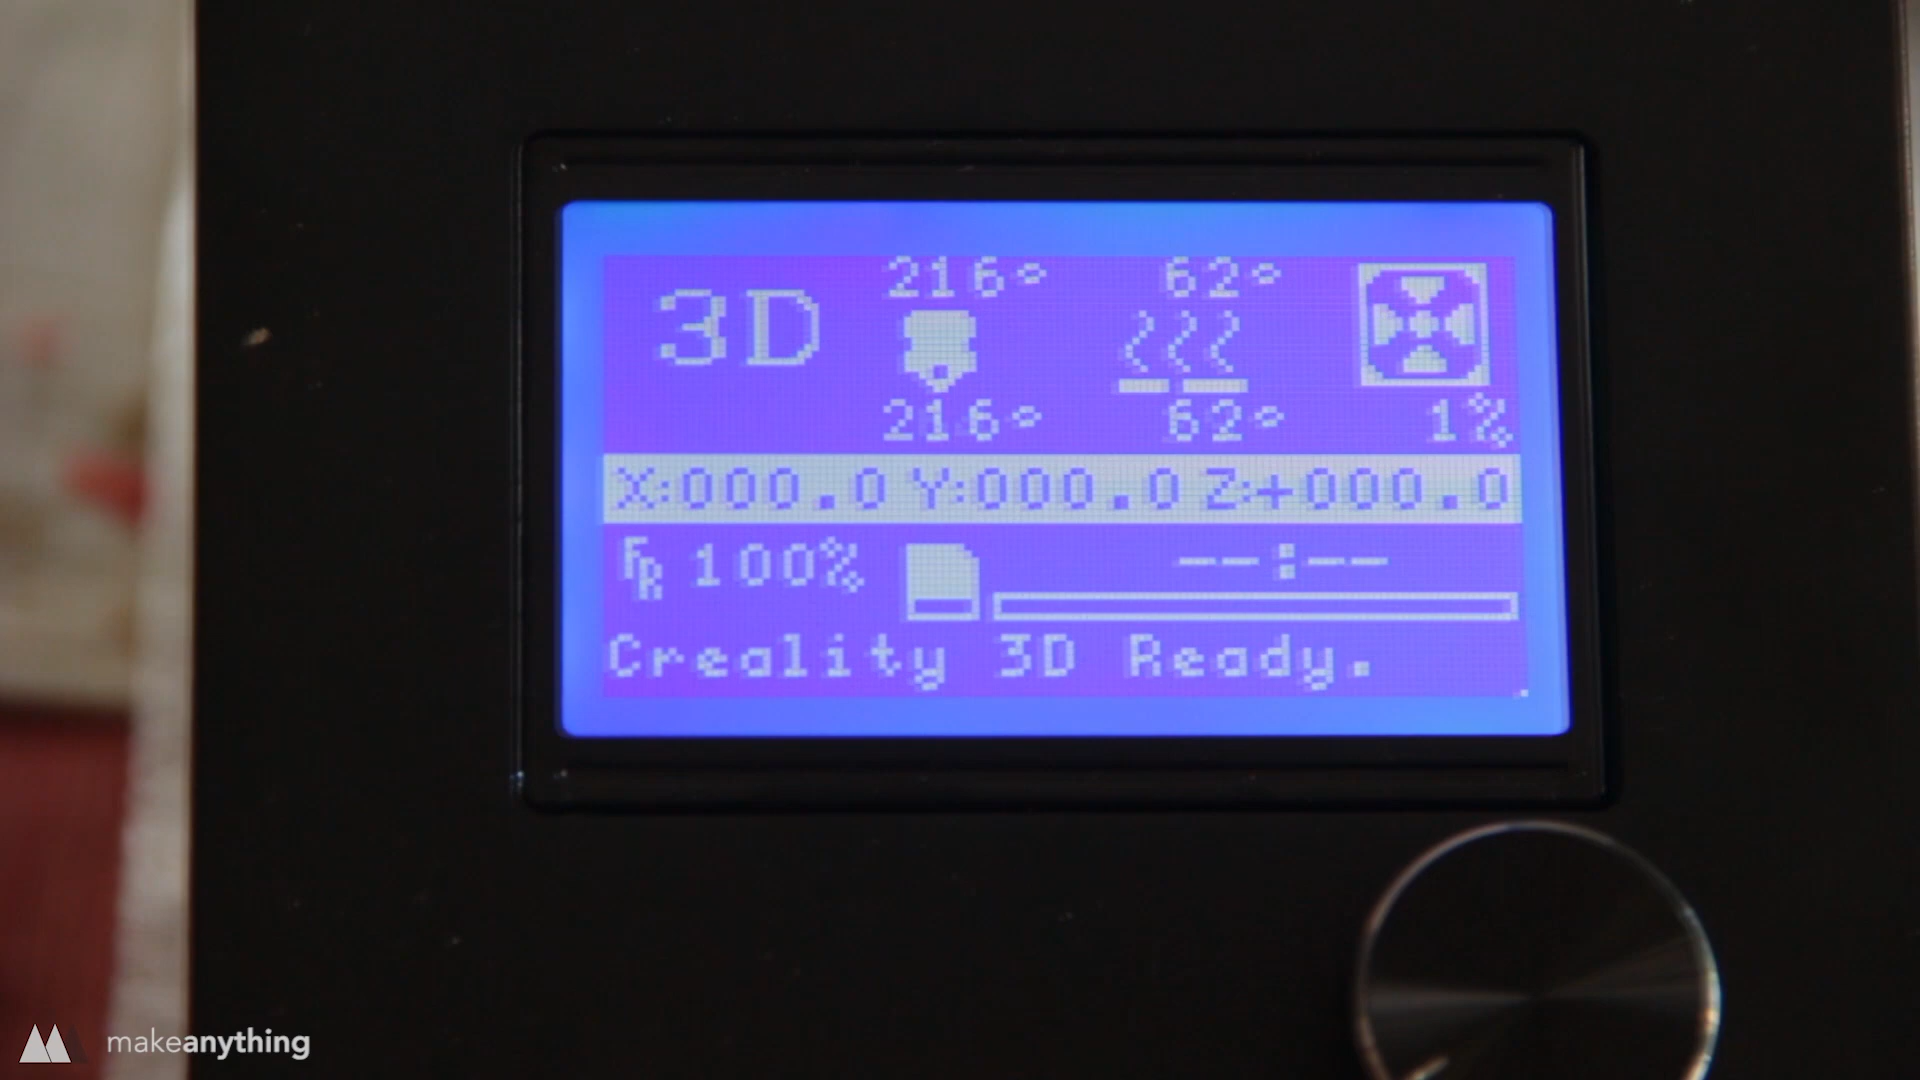 216° 62°
3D
216° 62° 1%
X:000.0 Y:000.0 Z:+000.0
FR 100% --:--
Creality 3D Ready.
makeanything